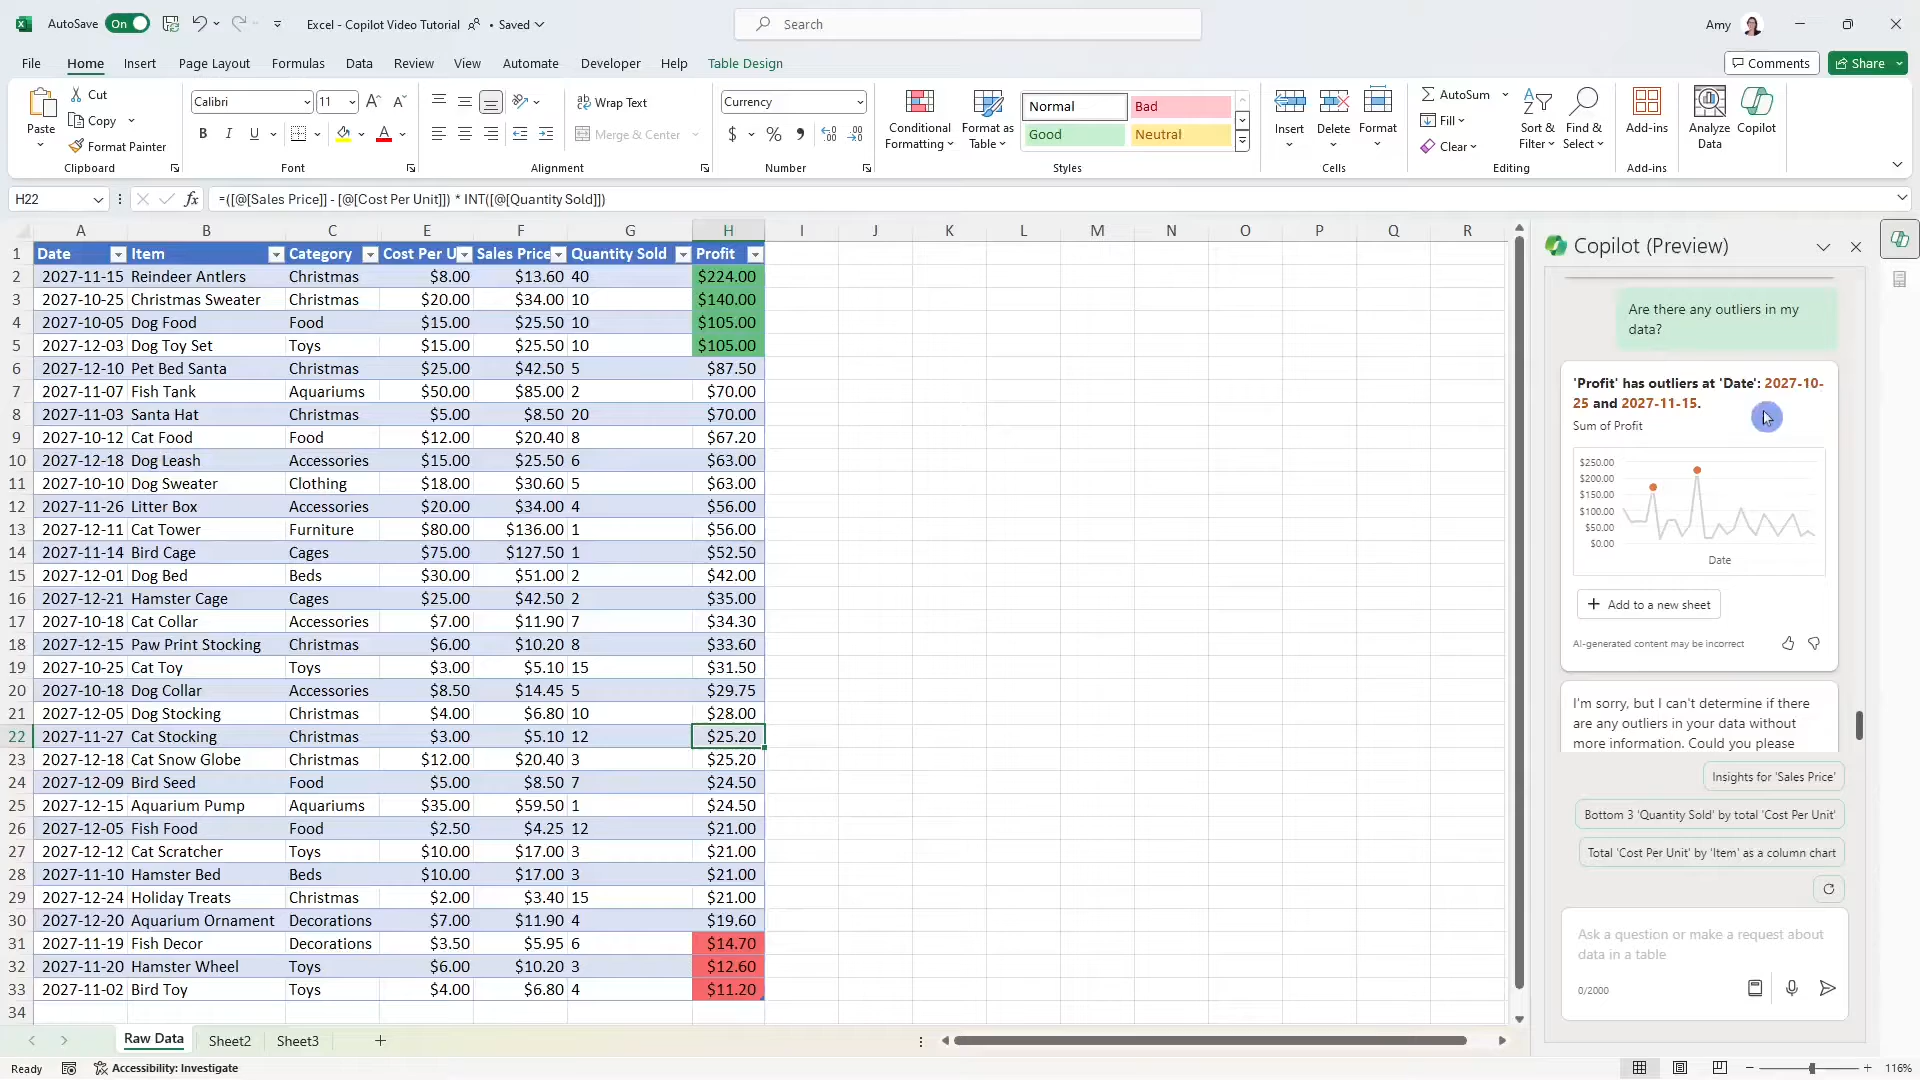 AutoSave On Excel - Copilot Video Tutorial • Saved Search Amy
File Home Insert Page Layout Formulas Data Review View Automate Developer Help Table Design Comments Share
Paste Cut Copy Format Painter Clipboard
Calibri 11 B I U A Font
Wrap Text Merge & Center Alignment
Currency $ % , Number
Conditional Formatting Format as Table Normal Bad Good Neutral Styles
Insert Delete Format Cells
AutoSum Fill Clear Sort & Filter Find & Select Editing
Add-ins Add-ins
Analyze Data Copilot
H22 fx =([@[Sales Price]] - [@[Cost Per Unit]]) * INT([@[Quantity Sold]])
A B C E F G H I J K L M N O P Q R
1 Date Item Category Cost Per U Sales Price Quantity Sold Profit
2 2027-11-15 Reindeer Antlers Christmas $8.00 $13.60 40 $224.00
3 2027-10-25 Christmas Sweater Christmas $20.00 $34.00 10 $140.00
4 2027-10-05 Dog Food Food $15.00 $25.50 10 $105.00
5 2027-12-03 Dog Toy Set Toys $15.00 $25.50 10 $105.00
6 2027-12-10 Pet Bed Santa Christmas $25.00 $42.50 5 $87.50
7 2027-11-07 Fish Tank Aquariums $50.00 $85.00 2 $70.00
8 2027-11-03 Santa Hat Christmas $5.00 $8.50 20 $70.00
9 2027-10-12 Cat Food Food $12.00 $20.40 8 $67.20
10 2027-12-18 Dog Leash Accessories $15.00 $25.50 6 $63.00
11 2027-10-10 Dog Sweater Clothing $18.00 $30.60 5 $63.00
12 2027-11-26 Litter Box Accessories $20.00 $34.00 4 $56.00
13 2027-12-11 Cat Tower Furniture $80.00 $136.00 1 $56.00
14 2027-11-14 Bird Cage Cages $75.00 $127.50 1 $52.50
15 2027-12-01 Dog Bed Beds $30.00 $51.00 2 $42.00
16 2027-12-21 Hamster Cage Cages $25.00 $42.50 2 $35.00
17 2027-10-18 Cat Collar Accessories $7.00 $11.90 7 $34.30
18 2027-12-15 Paw Print Stocking Christmas $6.00 $10.20 8 $33.60
19 2027-10-25 Cat Toy Toys $3.00 $5.10 15 $31.50
20 2027-10-18 Dog Collar Accessories $8.50 $14.45 5 $29.75
21 2027-12-05 Dog Stocking Christmas $4.00 $6.80 10 $28.00
22 2027-11-27 Cat Stocking Christmas $3.00 $5.10 12 $25.20
23 2027-12-18 Cat Snow Globe Christmas $12.00 $20.40 3 $25.20
24 2027-12-09 Bird Seed Food $5.00 $8.50 7 $24.50
25 2027-12-15 Aquarium Pump Aquariums $35.00 $59.50 1 $24.50
26 2027-12-05 Fish Food Food $2.50 $4.25 12 $21.00
27 2027-12-12 Cat Scratcher Toys $10.00 $17.00 3 $21.00
28 2027-11-10 Hamster Bed Beds $10.00 $17.00 3 $21.00
29 2027-12-24 Holiday Treats Christmas $2.00 $3.40 15 $21.00
30 2027-12-20 Aquarium Ornament Decorations $7.00 $11.90 4 $19.60
31 2027-11-19 Fish Decor Decorations $3.50 $5.95 6 $14.70
32 2027-11-20 Hamster Wheel Toys $6.00 $10.20 3 $12.60
33 2027-11-02 Bird Toy Toys $4.00 $6.80 4 $11.20
34
Raw Data Sheet2 Sheet3
Ready Accessibility: Investigate 116%
Copilot (Preview)
Are there any outliers in my
data?
'Profit' has outliers at 'Date': 2027-10-
25 and 2027-11-15.
Sum of Profit
$250.00
$200.00
$150.00
$100.00
$50.00
$0.00
Date
Add to a new sheet
AI-generated content may be incorrect
I'm sorry, but I can't determine if there
are any outliers in your data without
more information. Could you please
Insights for 'Sales Price'
Bottom 3 'Quantity Sold' by total 'Cost Per Unit'
Total 'Cost Per Unit' by 'Item' as a column chart
Ask a question or make a request about
data in a table
0/2000